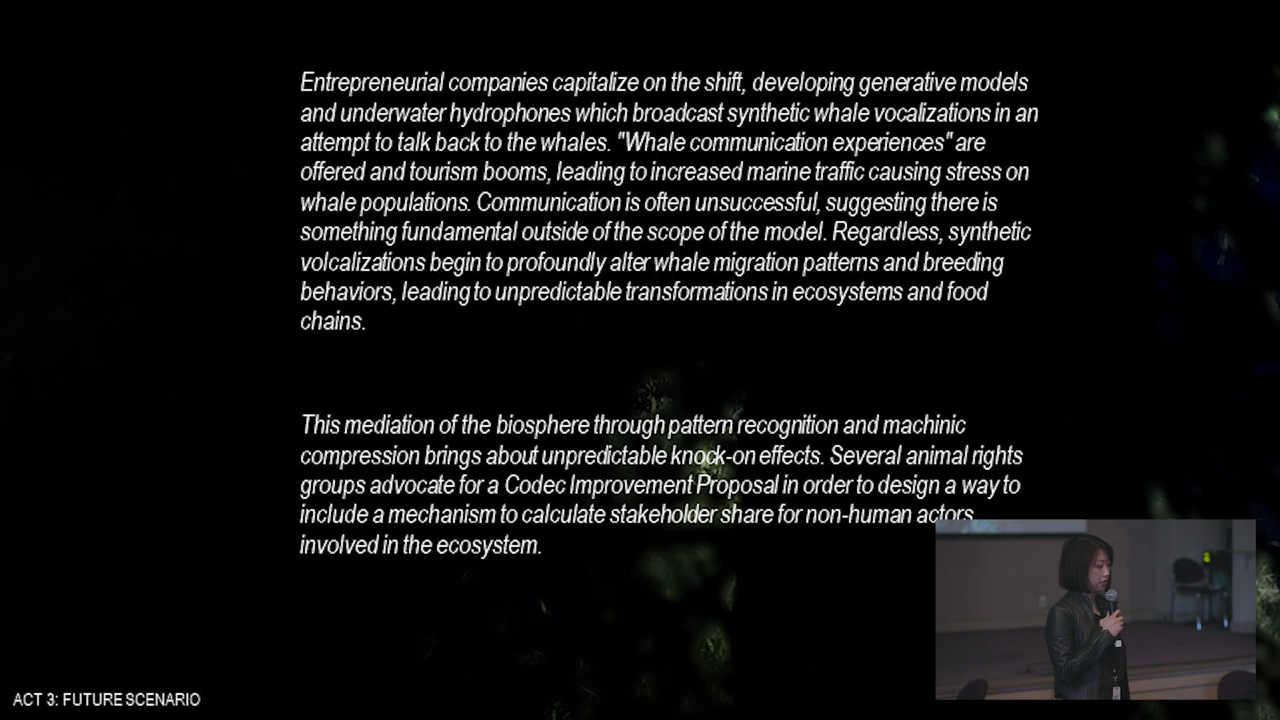 Entrepreneurial companies capitalize on the shift, developing generative models
and underwater hydrophones which broadcast synthetic whale vocalizations in an
attempt to talk back to the whales. "Whale communication experiences" are
offered and tourism booms, leading to increased marine traffic causing stress on
whale populations. Communication is often unsuccessful, suggesting there is
something fundamental outside of the scope of the model. Regardless, synthetic
volcalizations begin to profoundly alter whale migration patterns and breeding
behaviors, leading to unpredictable transformations in ecosystems and food
chains.
This mediation of the biosphere through pattern recognition and machinic
compression brings about unpredictable knock-on effects. Several animal rights
groups advocate for a Codec Improvement Proposal in order to design a way to
include a mechanism to calculate stakeholder share for non-human actors
involved in the ecosystem.
ACT 3: FUTURE SCENARIO